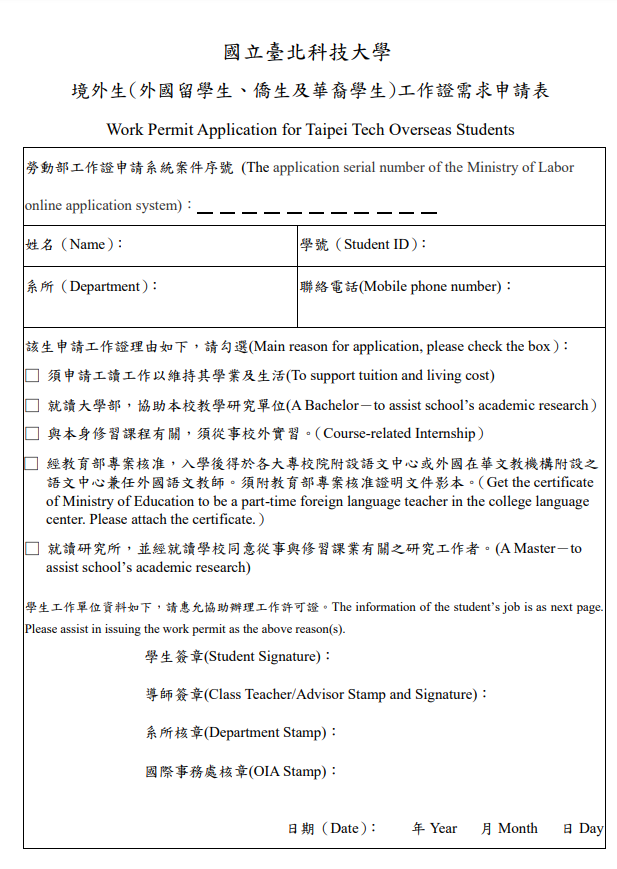 國立臺北科技大學
境外生(外國留學生、僑生及華裔學生)工作證需求申請表
Work Permit Application for Taipei Tech Overseas Students
勞動部工作證申請系統案件序號 (The application serial number of the Ministry of Labor
online application system)：_ _ _ _ _ _ _ _ _ _ _
姓名（Name）：
學號（Student ID）：
系所（Department）：
聯絡電話(Mobile phone number)：
該生申請工作證理由如下，請勾選(Main reason for application, please check the box）：
□ 須申請工讀工作以維持其學業及生活(To support tuition and living cost)
□ 就讀大學部，協助本校教學研究單位(A Bachelor－to assist school’s academic research）
□ 與本身修習課程有關，須從事校外實習。（Course-related Internship）
□ 經教育部專案核准，入學後得於各大專校院附設語文中心或外國在華文教機構附設之
語文中心兼任外國語文教師。須附教育部專案核准證明文件影本。（Get the certificate
of Ministry of Education to be a part-time foreign language teacher in the college language
center. Please attach the certificate.）
□ 就讀研究所，並經就讀學校同意從事與修習課業有關之研究工作者。(A Master－to
assist school’s academic research)
學生工作單位資料如下，請惠允協助辦理工作許可證。The information of the student’s job is as next page.
Please assist in issuing the work permit as the above reason(s).
學生簽章(Student Signature)：
導師簽章(Class Teacher/Advisor Stamp and Signature)：
系所核章(Department Stamp)：
國際事務處核章(OIA Stamp)：
日期（Date）： 年 Year 月 Month 日 Day